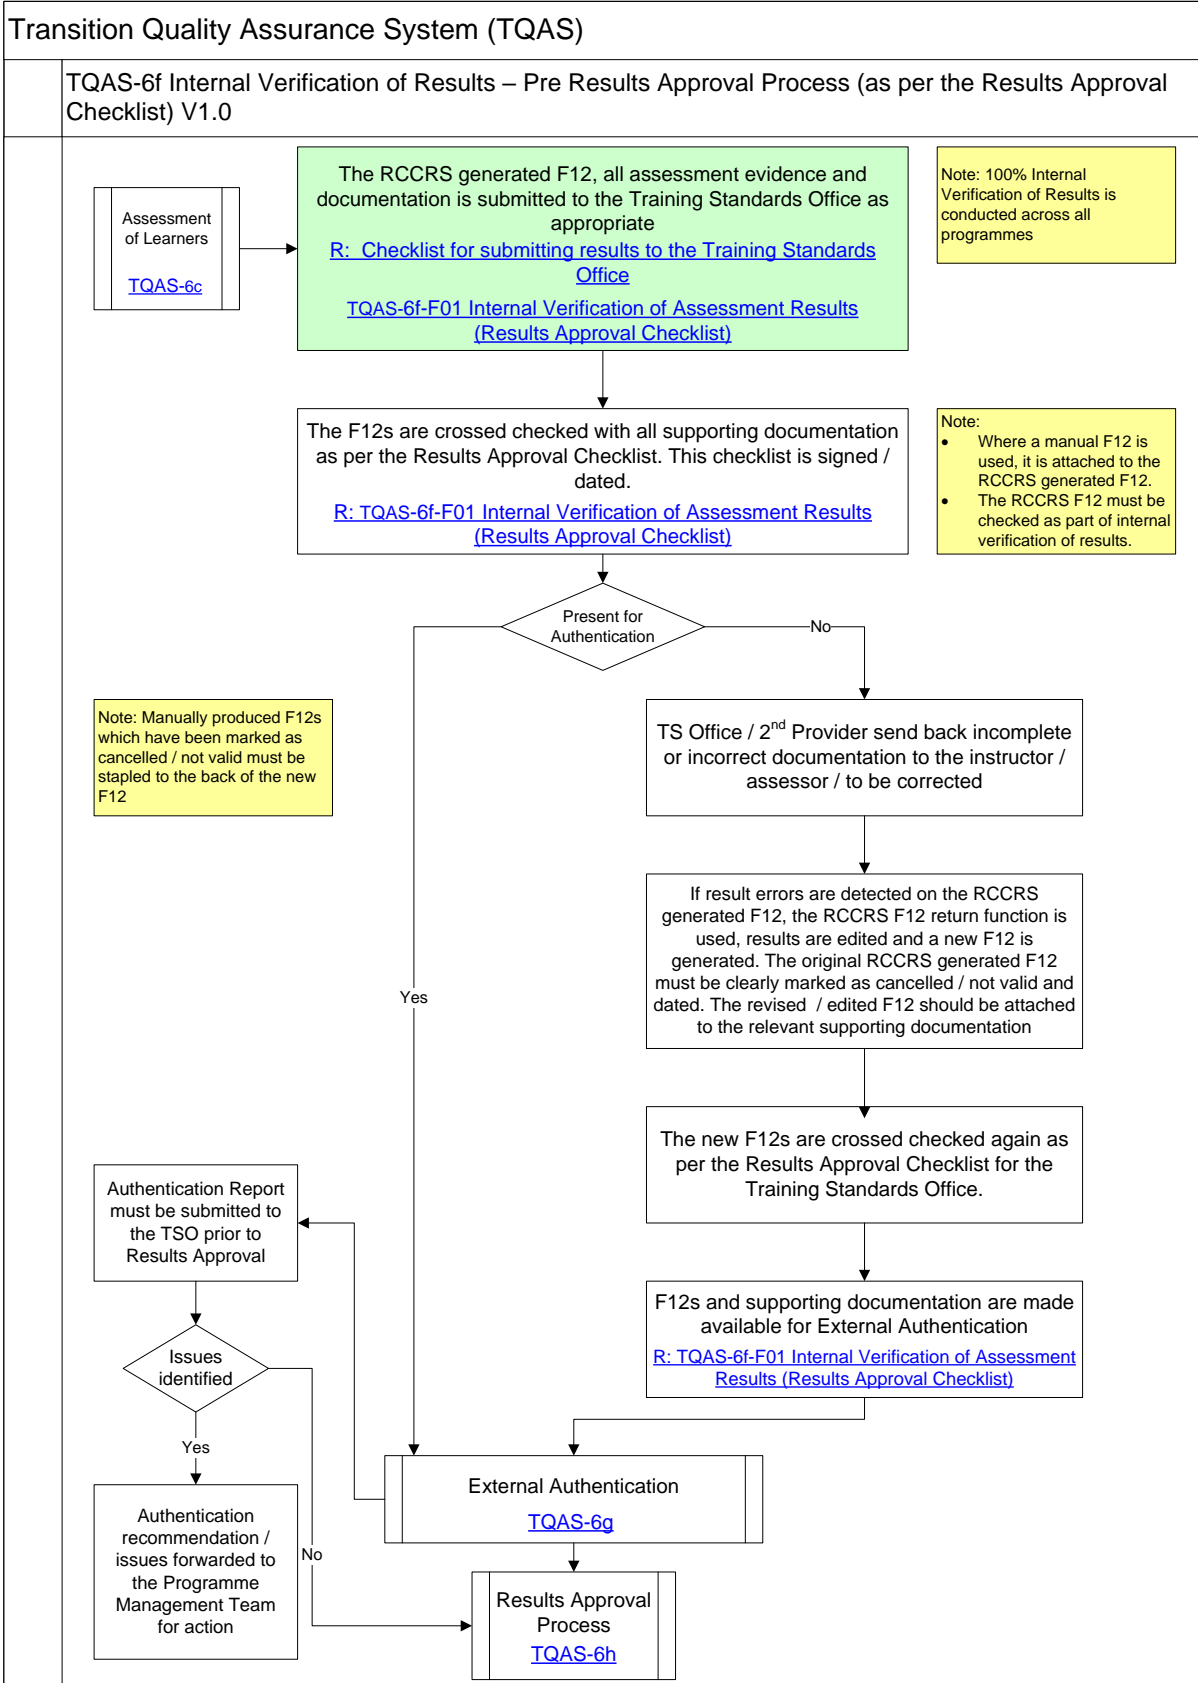 Transition Quality Assurance System (TQAS)
TQAS-6f Internal Verification of Results – Pre Results Approval Process (as per the Results Approval
Checklist) V1.0
Assessment
of Learners
TQAS-6c
The RCCRS generated F12, all assessment evidence and
documentation is submitted to the Training Standards Office as
appropriate
R:  Checklist for submitting results to the Training Standards
Office
TQAS-6f-F01 Internal Verification of Assessment Results
(Results Approval Checklist)
Note: 100% Internal
Verification of Results is
conducted across all
programmes
The F12s are crossed checked with all supporting documentation
as per the Results Approval Checklist. This checklist is signed /
dated.
R: TQAS-6f-F01 Internal Verification of Assessment Results
(Results Approval Checklist)
Note:
• Where a manual F12 is
used, it is attached to the
RCCRS generated F12.
• The RCCRS F12 must be
checked as part of internal
verification of results.
Present for
Authentication
No
Note: Manually produced F12s
which have been marked as
cancelled / not valid must be
stapled to the back of the new
F12
TS Office / 2nd Provider send back incomplete
or incorrect documentation to the instructor /
assessor / to be corrected
If result errors are detected on the RCCRS
generated F12, the RCCRS F12 return function is
used, results are edited and a new F12 is
generated. The original RCCRS generated F12
must be clearly marked as cancelled / not valid and
dated. The revised  / edited F12 should be attached
to the relevant supporting documentation
Yes
The new F12s are crossed checked again as
per the Results Approval Checklist for the
Training Standards Office.
Authentication Report
must be submitted to
the TSO prior to
Results Approval
F12s and supporting documentation are made
available for External Authentication
R: TQAS-6f-F01 Internal Verification of Assessment
Results (Results Approval Checklist)
Issues
identified
Yes
External Authentication
TQAS-6g
Authentication
recommendation /
issues forwarded to
the Programme
Management Team
for action
No
Results Approval
Process
TQAS-6h